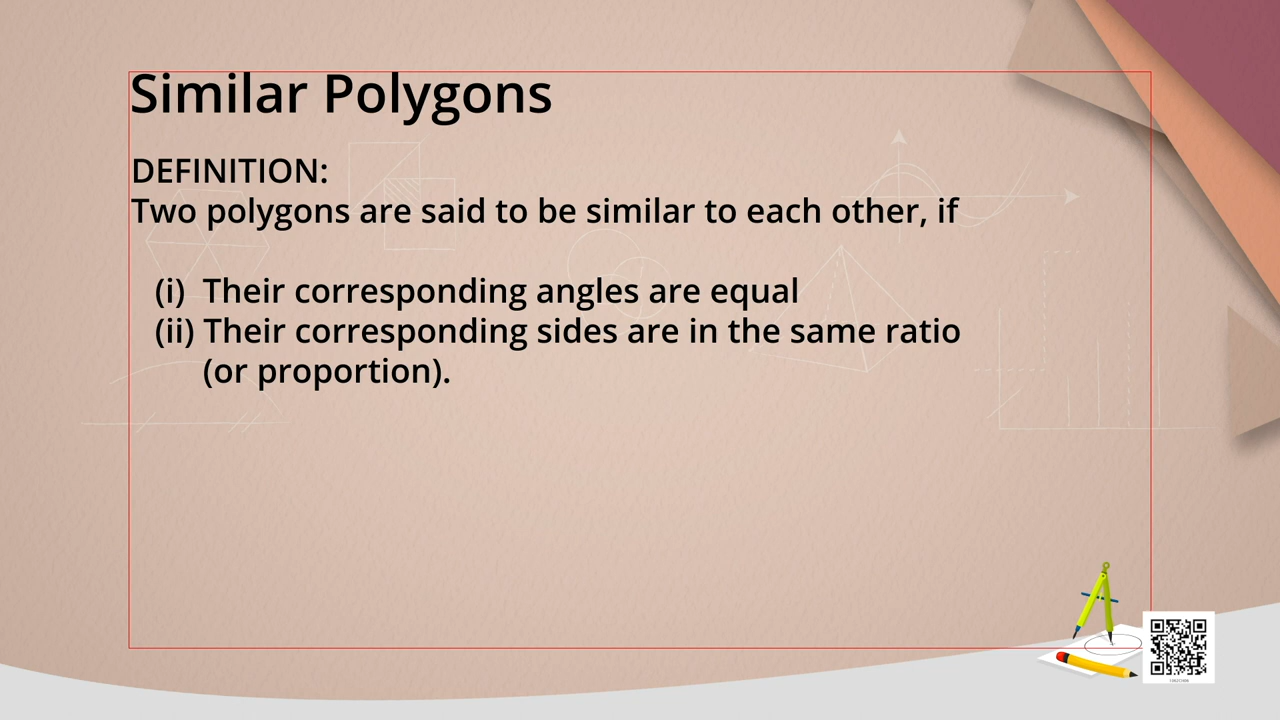 Similar Polygons
DEFINITION:
Two polygons are said to be similar to each other, if
(i) Their corresponding angles are equal
(ii) Their corresponding sides are in the same ratio
(or proportion).